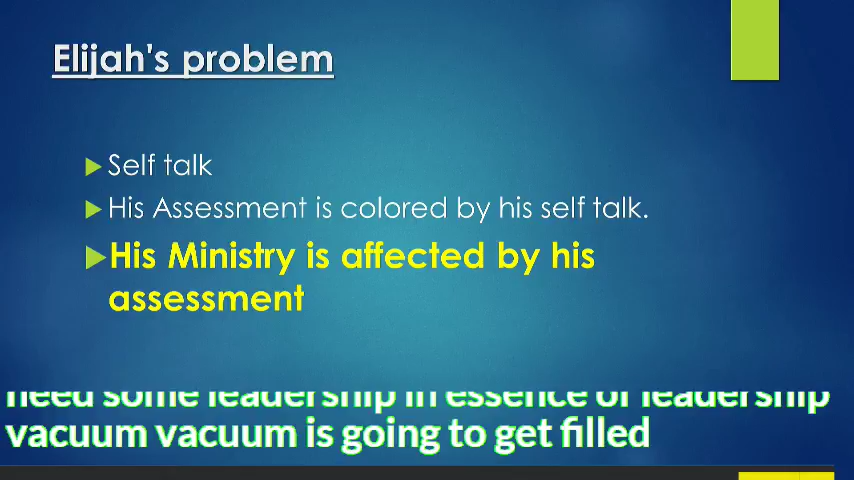 Elijah's problem
Self talk
His Assessment is colored by his self talk.
His Ministry is affected by his
assessment
need some leadership in essence of leadership
vacuum vacuum is going to get filled